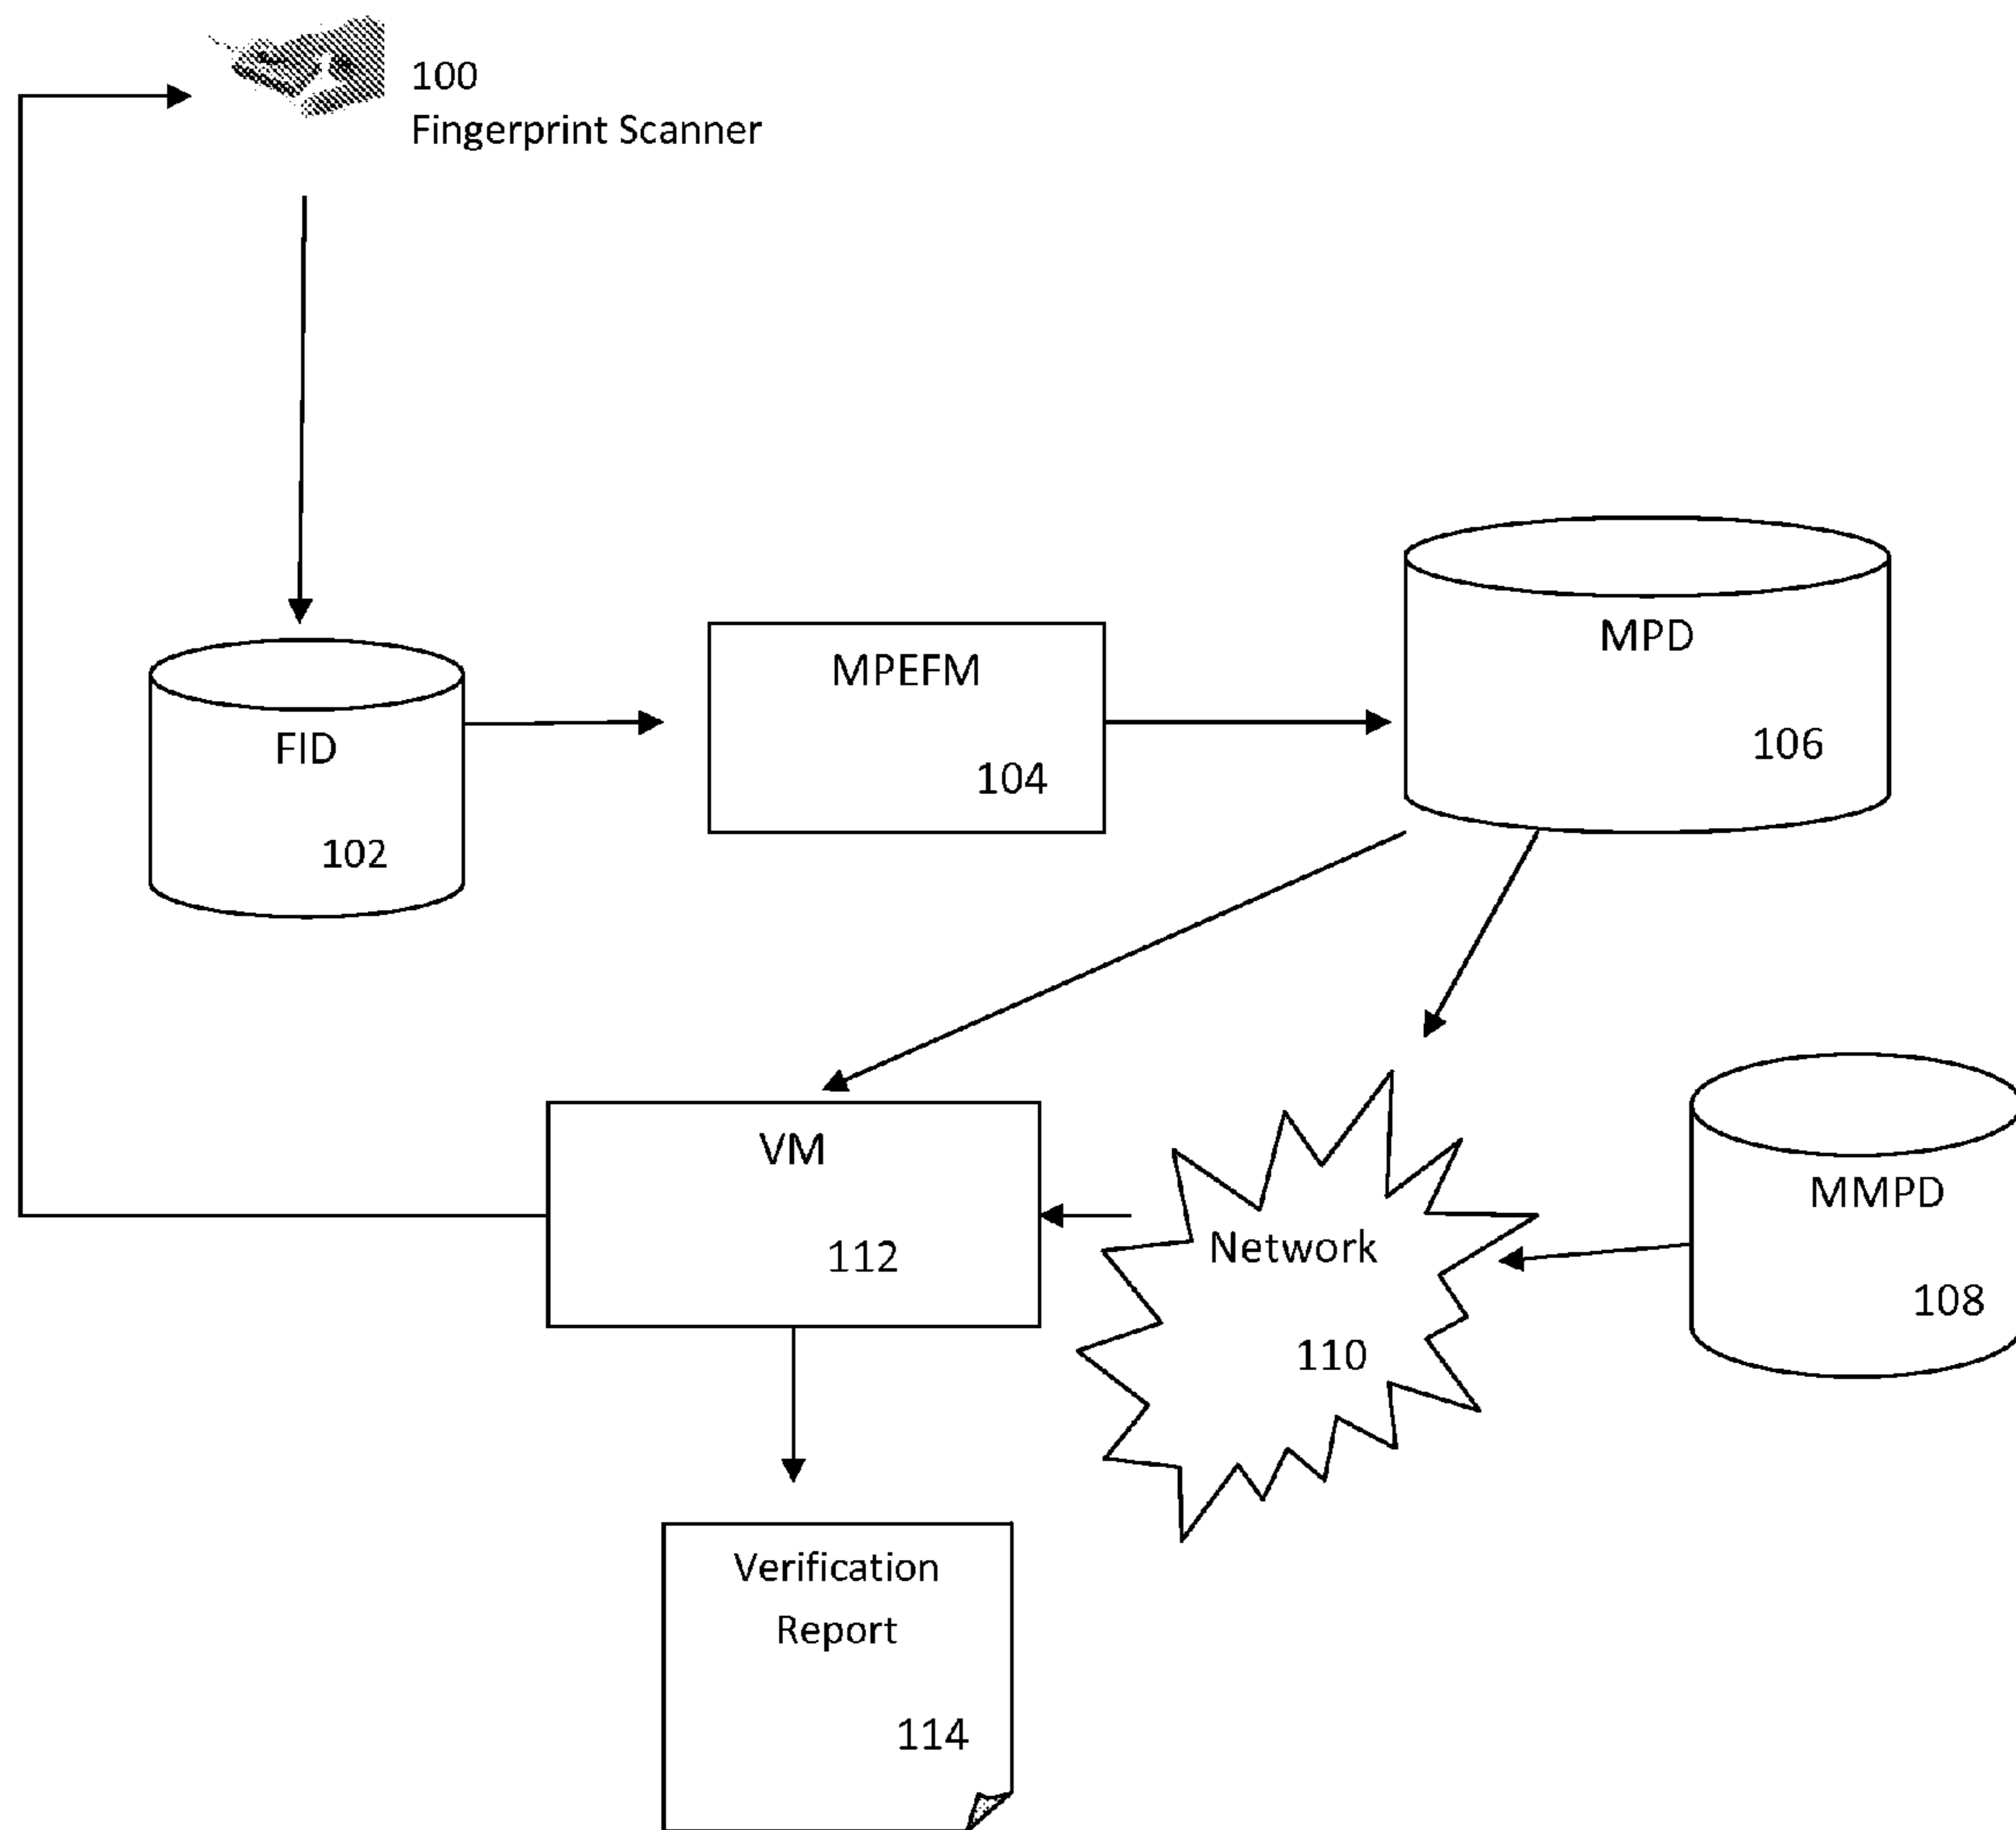 100
Fingerprint Scanner
MPD
106
MPEFM
104
FID
102
VM
112
Network
110
MMPD
108
Verification
Report
114